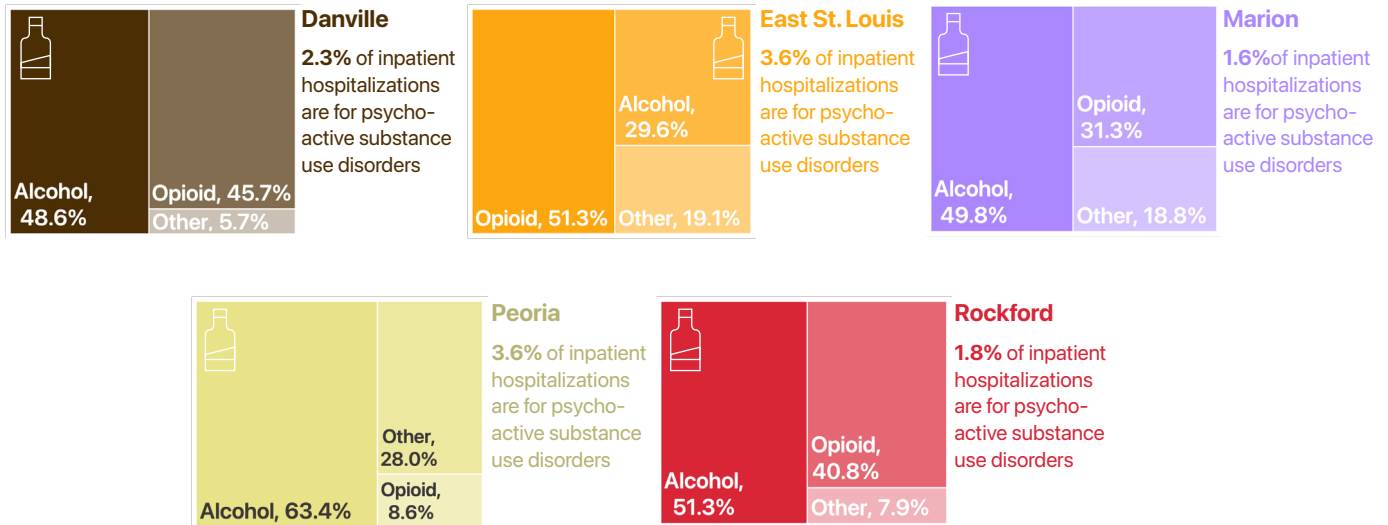 Danville
2.3% of inpatient
hospitalizations
are for psycho-
active substance
use disorders
Alcohol,
48.6%
Opioid, 45.7%
Other, 5.7%
East St. Louis
3.6% of inpatient
hospitalizations
are for psycho-
active substance
use disorders
Opioid, 51.3%
Alcohol,
29.6%
Other, 19.1%
Marion
1.6%of inpatient
hospitalizations
are for psycho-
active substance
use disorders
Alcohol,
49.8%
Opioid,
31.3%
Other, 18.8%
Peoria
3.6% of inpatient
hospitalizations
are for psycho-
active substance
use disorders
Alcohol, 63.4%
Other,
28.0%
Opioid,
8.6%
Rockford
1.8% of inpatient
hospitalizations
are for psycho-
active substance
use disorders
Alcohol,
51.3%
Opioid,
40.8%
Other, 7.9%